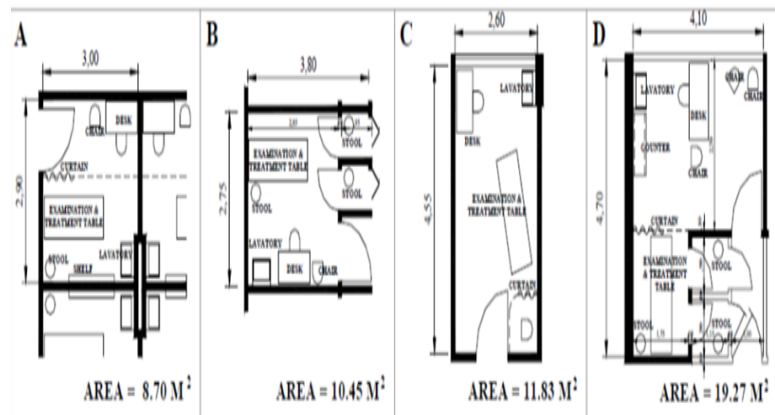 A
3,00
DESK
CHAIR
CURTAIN
2,90
EXAMINATION &
TREATMENT TABLE
LAVATORY
STOOL
SHELF
AREA = 8.70 M²
B
3,80
STOOL
EXAMINATION &
TREATMENT TABLE
STOOL
STOOL
2,75
LAVATORY
DESK
CHAIR
AREA = 10.45 M²
C
2,60
LAVATORY
DESK
4,55
EXAMINATION &
TREATMENT TABLE
CURTAIN
AREA = 11.83 M²
D
4,10
CHAIR
CHAIR
LAVATORY
DESK
COUNTER
CHAIR
4,70
CURTAIN
STOOL
EXAMINATION
& TREATMENT
TABLE
STOOL
STOOL
AREA = 19.27 M²